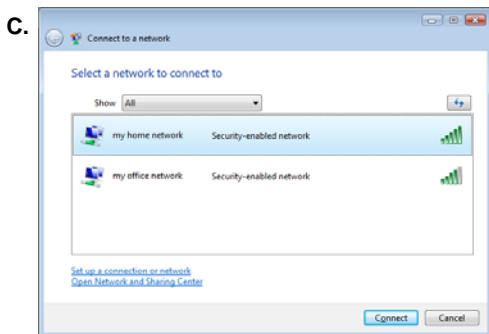 C.
Connect to a network
Select a network to connect to
Show All
my home network Security-enabled network
my office network Security-enabled network
Set up a connection or network
Open Network and Sharing Center
Connect Cancel